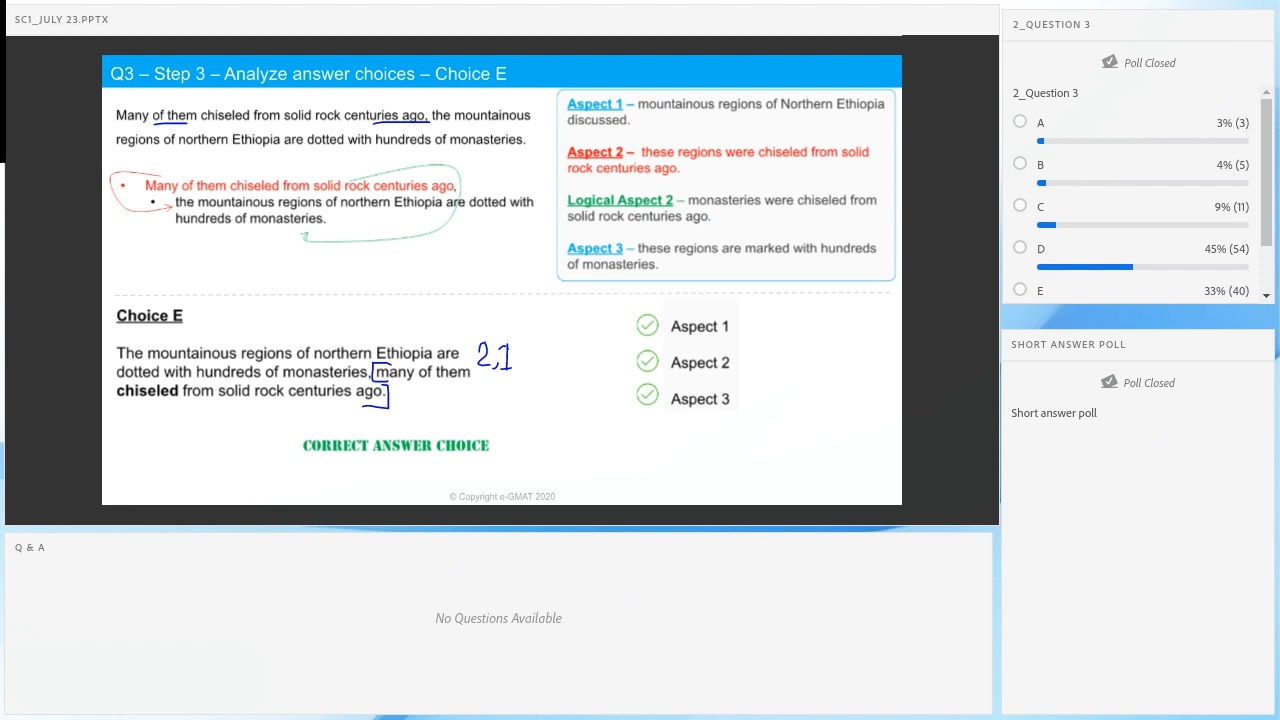 SC1_JULY 23.PPTX
Q3 – Step 3 – Analyze answer choices – Choice E
Many of them chiseled from solid rock centuries ago, the mountainous
regions of northern Ethiopia are dotted with hundreds of monasteries.
• Many of them chiseled from solid rock centuries ago,
• the mountainous regions of northern Ethiopia are dotted with
hundreds of monasteries.
Aspect 1 – mountainous regions of Northern Ethiopia
discussed.
Aspect 2 – these regions were chiseled from solid
rock centuries ago.
Logical Aspect 2 – monasteries were chiseled from
solid rock centuries ago.
Aspect 3 – these regions are marked with hundreds
of monasteries.
Choice E
The mountainous regions of northern Ethiopia are
dotted with hundreds of monasteries, many of them
chiseled from solid rock centuries ago.
2,1
Aspect 1
Aspect 2
Aspect 3
CORRECT ANSWER CHOICE
© Copyright e-GMAT 2020
2_QUESTION 3
Poll Closed
2_Question 3
A 3% (3)
B 4% (5)
C 9% (11)
D 45% (54)
E 33% (40)
SHORT ANSWER POLL
Poll Closed
Short answer poll
Q & A
No Questions Available